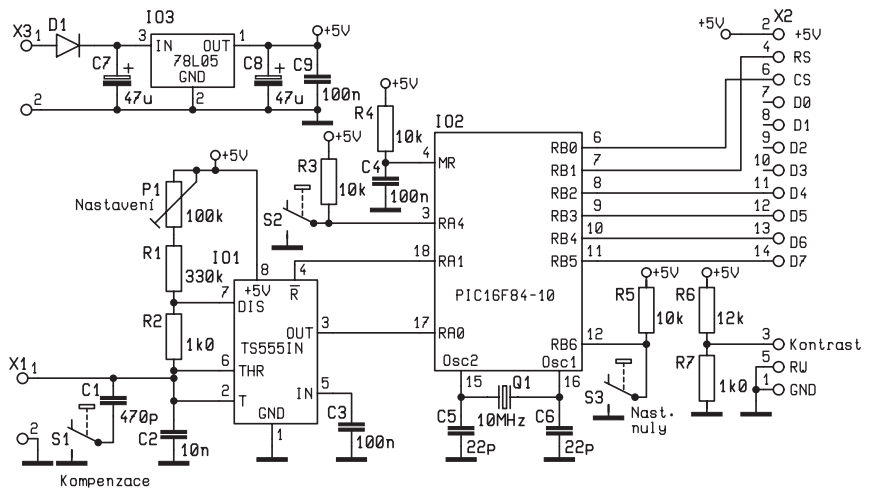 X3 1 D1 IO3 3 IN OUT 1 +5V
C7 + 78L05 C8 + C9
GND
47u 2 47u 100n
2
+5V X2
2 +5V
4 RS
6 CS
7 D0
8 D1
9 D2
10 D3
11 D4
12 D5
13 D6
14 D7
+5V
R4 10k
IO2
+5V
R3 10k
C4 100n
4 MR
3 RA4
18 RA1
17 RA0
PIC16F84-10
RB0 6
RB1 7
RB2 8
RB3 9
RB4 10
RB5 11
RB6 12
Osc2 Osc1
15 Q1 16
C5 10MHz C6
22p 22p
S2
+5V
P1
Nastavení
100k
R1
330k
IO1
8 4
+5V R
7 DIS
R2
1k0
OUT 3
TS555IN
6 THR
2 T
IN 5
GND
1
C3
100n
X1 1
C1
470p
S1
C2
10n
2
Kompenzace
+5V +5V
R5 10k
R6 12k
R7 1k0
S3
Nast.
nuly
3 Kontrast
5 RW
1 GND